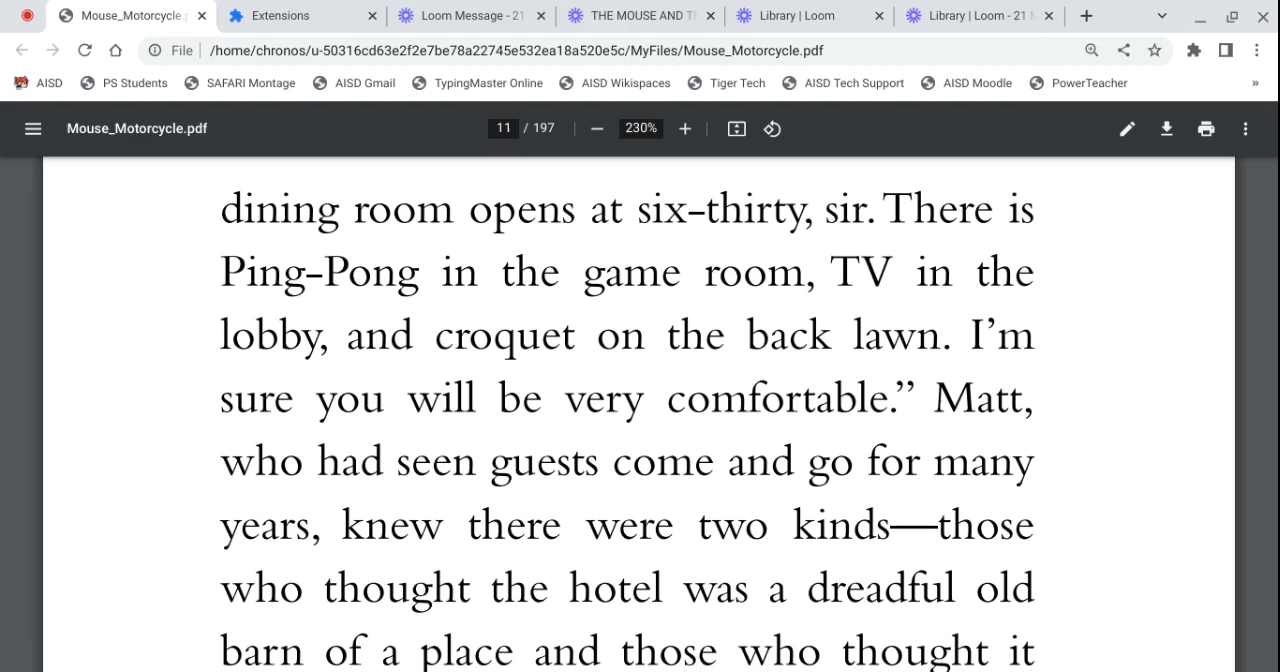 Mouse_Motorcycle.p
Extensions
Loom Message - 21
THE MOUSE AND T
Library | Loom
Library | Loom - 21
File
/home/chronos/u-50316cd63e2f2e7be78a22745e532ea18a520e5c/MyFiles/Mouse_Motorcycle.pdf
AISD
PS Students
SAFARI Montage
AISD Gmail
TypingMaster Online
AISD Wikispaces
Tiger Tech
AISD Tech Support
AISD Moodle
PowerTeacher
»
Mouse_Motorcycle.pdf
11 / 197
230%
dining room opens at six-thirty, sir. There is
Ping-Pong in the game room, TV in the
lobby, and croquet on the back lawn. I’m
sure you will be very comfortable.” Matt,
who had seen guests come and go for many
years, knew there were two kinds—those
who thought the hotel was a dreadful old
barn of a place and those who thought it